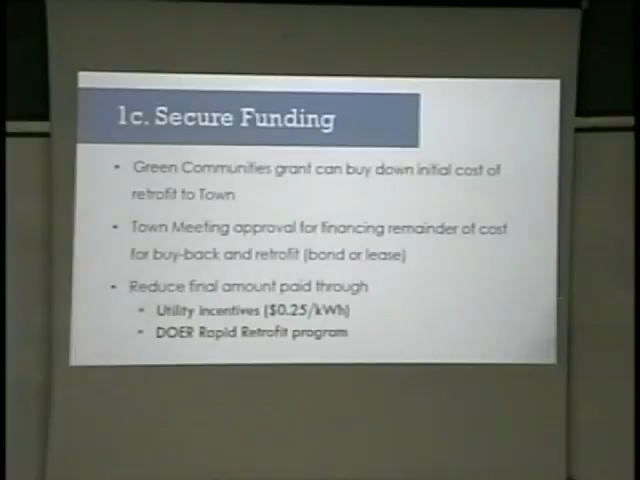 1c. Secure Funding
• Green Communities grant can buy down initial cost of
retrofit to Town
• Town Meeting approval for financing remainder of cost
for buy-back and retrofit (bond or lease)
• Reduce final amount paid through
• Utility incentives ($0.25/kWh)
• DOER Rapid Retrofit program